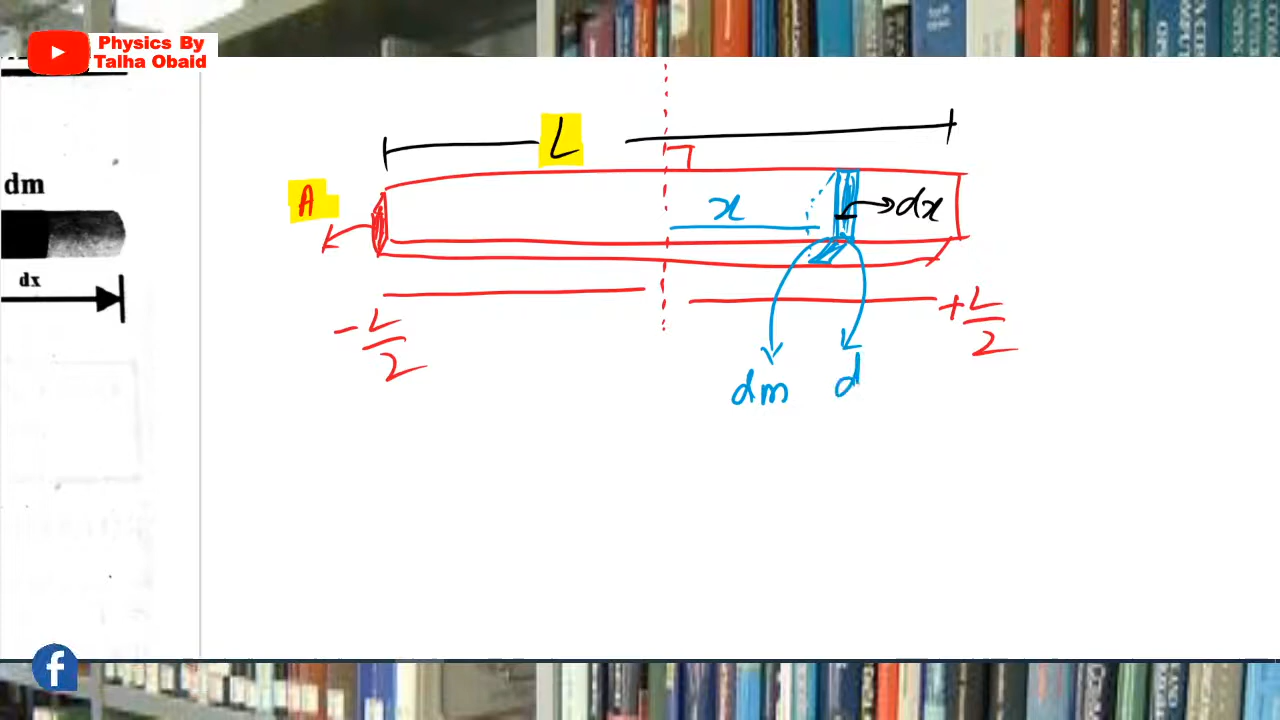 Physics By
Talha Obaid
dm
dx
L
A
x
dx
-L/2
+L/2
dm
d